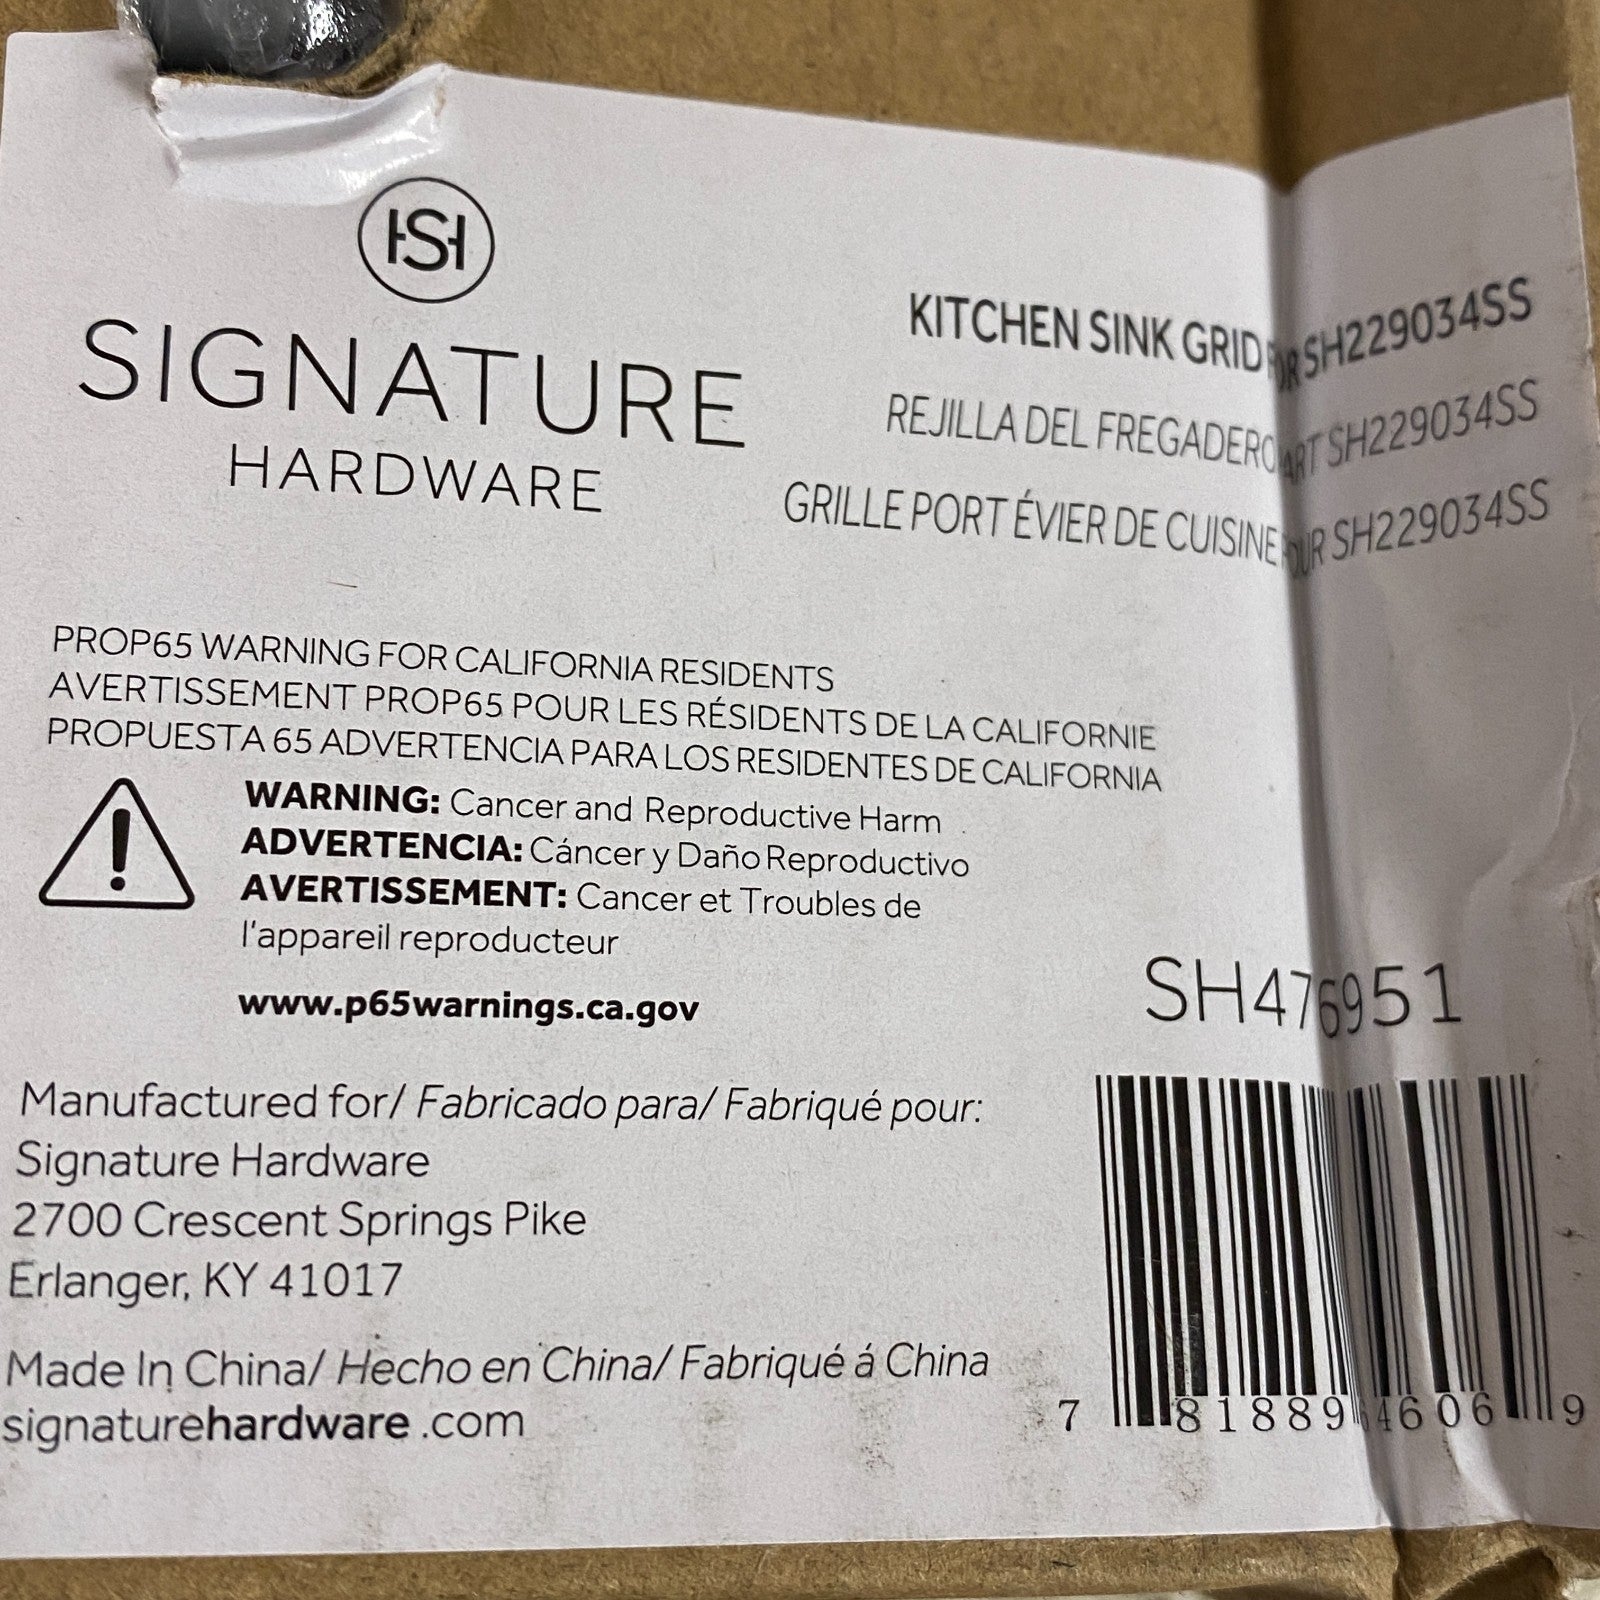 SH
SIGNATURE
HARDWARE
KITCHEN SINK GRID FOR SH229034SS
REJILLA DEL FREGADERO SH229034SS
GRILLE PORT ÉVIER DE CUISINE POUR SH229034SS
PROP65 WARNING FOR CALIFORNIA RESIDENTS
AVERTISSEMENT PROP65 POUR LES RÉSIDENTS DE LA CALIFORNIE
PROPUESTA 65 ADVERTENCIA PARA LOS RESIDENTES DE CALIFORNIA
WARNING: Cancer and Reproductive Harm
ADVERTENCIA: Cáncer y Daño Reproductivo
AVERTISSEMENT: Cancer et Troubles de
l'appareil reproducteur
www.p65warnings.ca.gov
SH476951
Manufactured for/ Fabricado para/ Fabriqué pour:
Signature Hardware
2700 Crescent Springs Pike
Erlanger, KY 41017
Made In China/ Hecho en China/ Fabriqué á China
signaturehardware .com
7 81889 64606 9